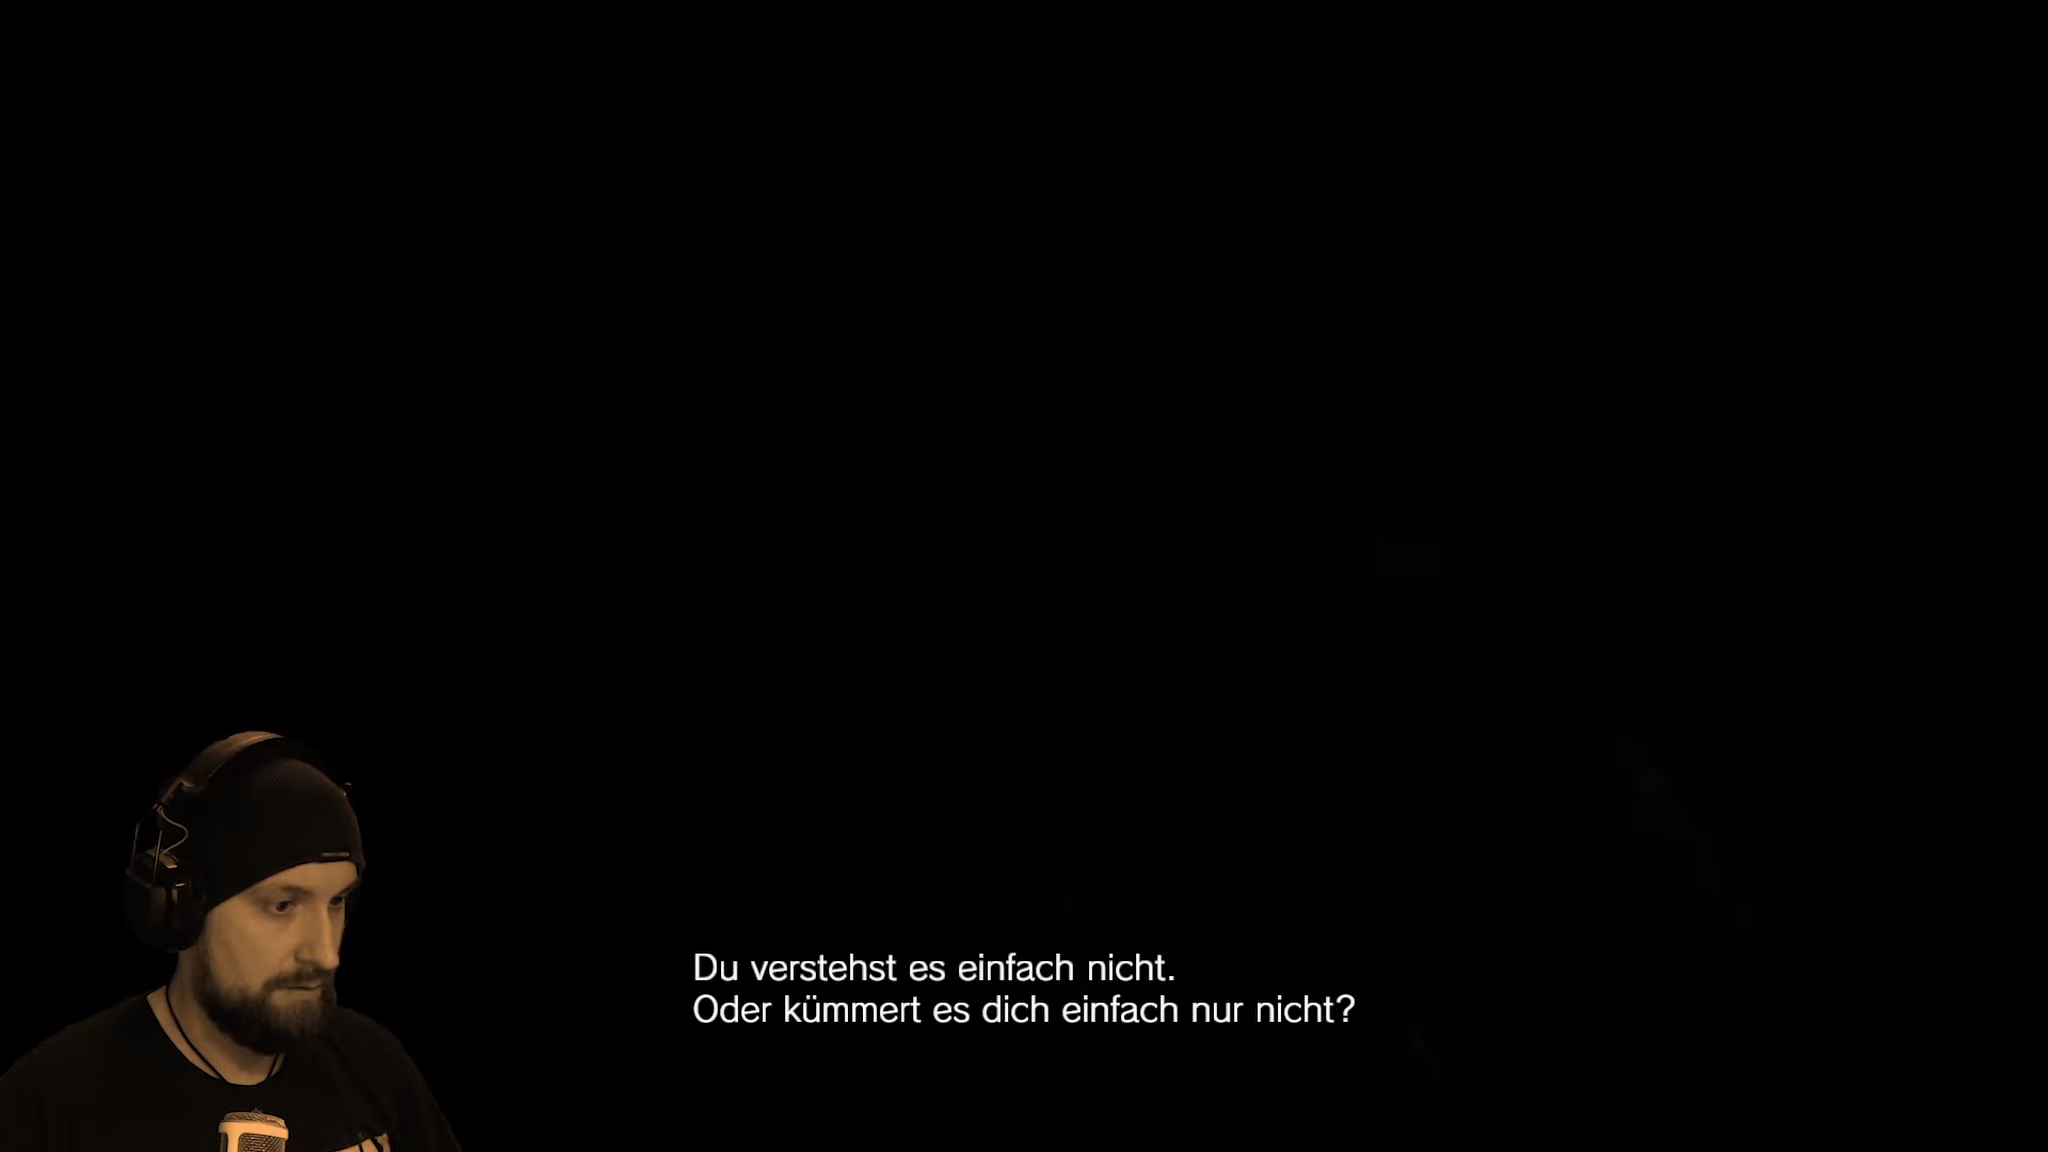 Du verstehst es einfach nicht.
Oder kümmert es dich einfach nur nicht?